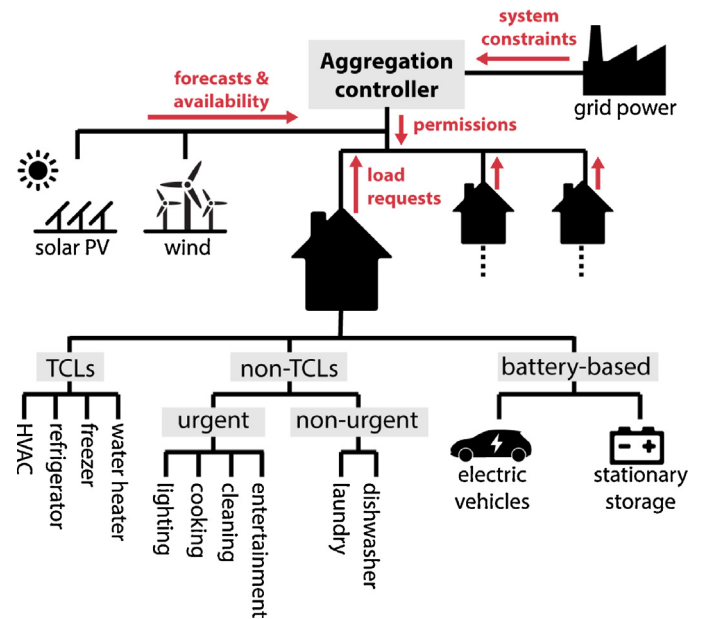 system
constraints
Aggregation
controller
forecasts &
availability
grid power
permissions
load
requests
solar PV
wind
TCLs
non-TCLs
battery-based
urgent
non-urgent
HVAC
refrigerator
freezer
water heater
lighting
cooking
cleaning
entertainment
laundry
dishwasher
electric
vehicles
stationary
storage